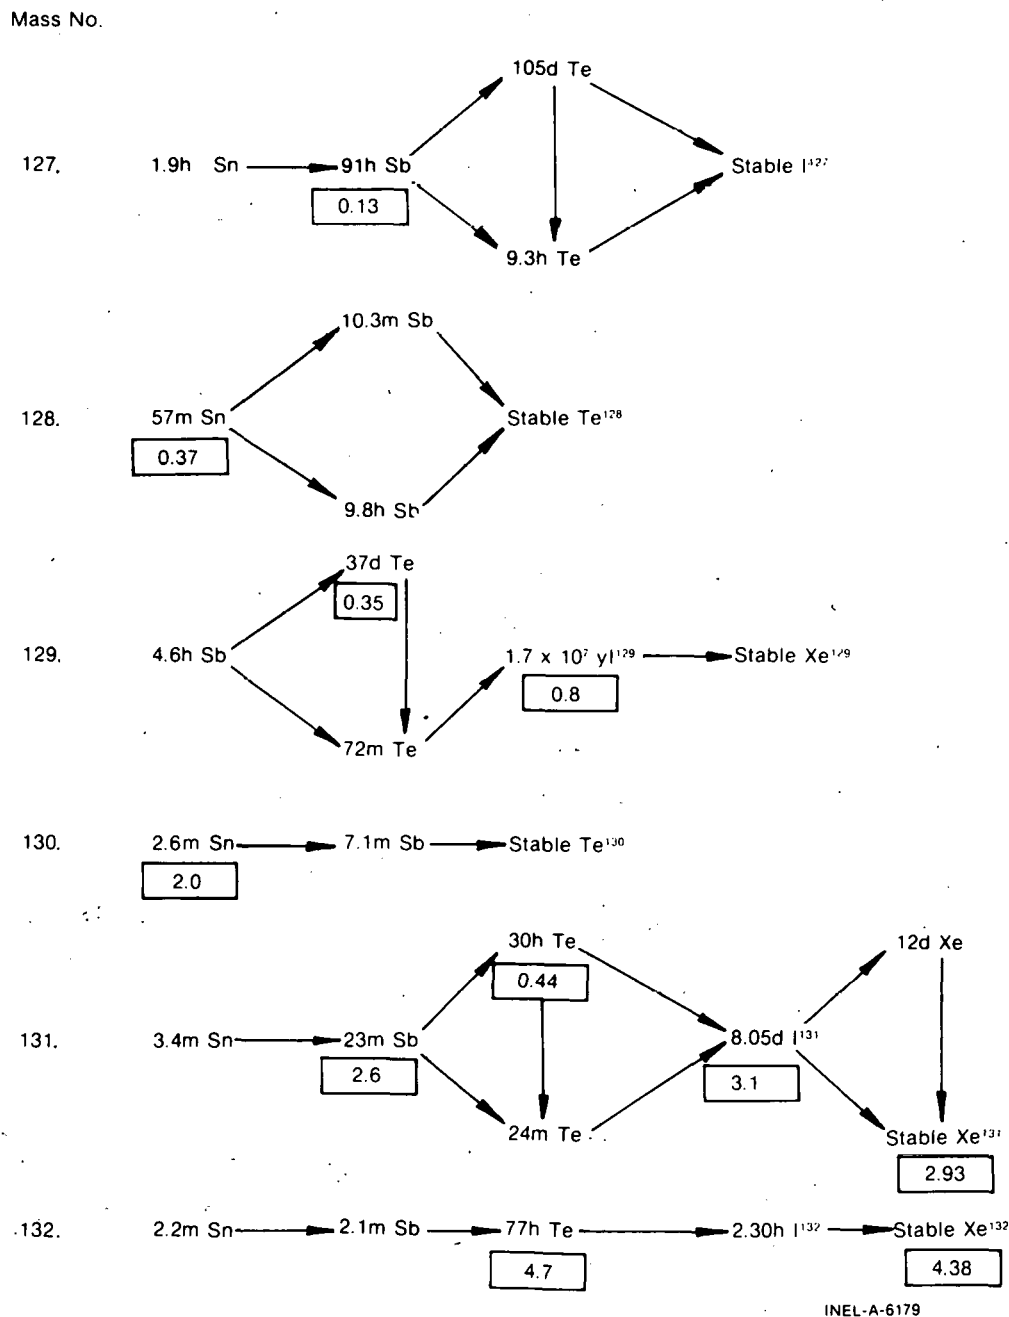 Mass No.
105d Te
127. 1.9h Sn 91h Sb Stable I¹²⁷
0.13
9.3h Te
10.3m Sb
128. 57m Sn Stable Te¹²⁸
0.37
9.8h Sb
37d Te
0.35
129. 4.6h Sb 1.7 x 10⁷ yI¹²⁹ Stable Xe¹²⁹
0.8
72m Te
130. 2.6m Sn 7.1m Sb Stable Te¹³⁰
2.0
30h Te 12d Xe
0.44
131. 3.4m Sn 23m Sb 8.05d I¹³¹
2.6 3.1
24m Te Stable Xe¹³¹
2.93
132. 2.2m Sn 2.1m Sb 77h Te 2.30h I¹³² Stable Xe¹³²
4.7 4.38
INEL-A-6179